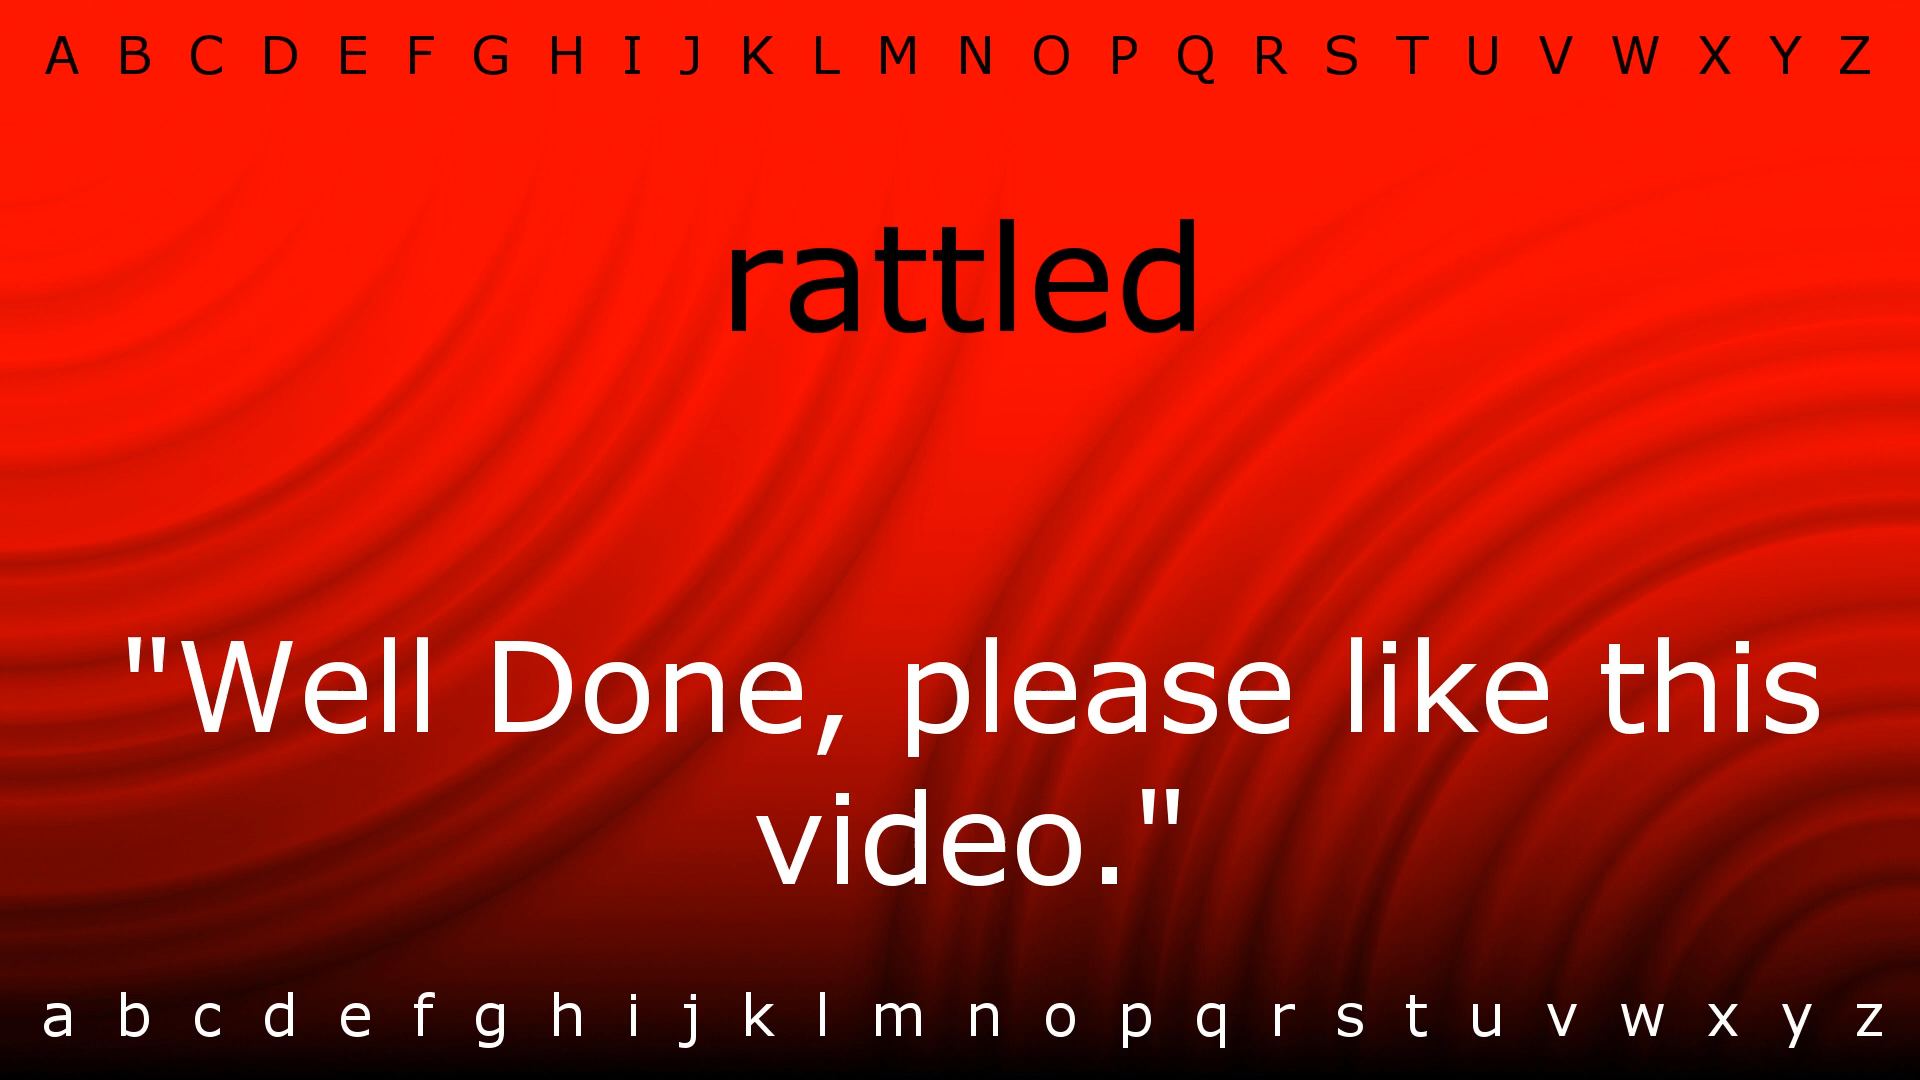 A B C D E F G H I J K L M N O P Q R S T U V W X Y Z
rattled
"Well Done, please like this
video."
a b c d e f g h i j k l m n o p q r s t u v w x y z